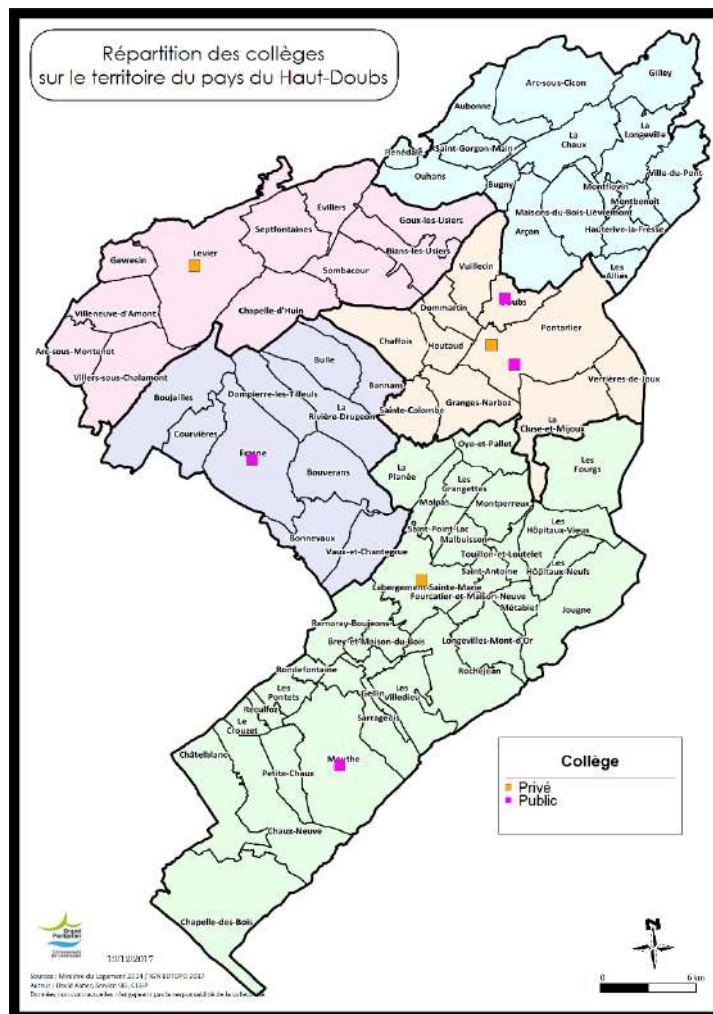 Répartition des collèges
sur le territoire du pays du Haut-Doubs
Gilley
Arc-sous-Cicon
Aubonne
La
Longeville
La
Chaux
Renédale
Saint-Gorgon-Main
Ouhans
Bugny
Ville-du-Pont
Montflovin
Montbenoît
Maisons-du-Bois-Lièvremont
Hauterive-la-Fresse
Arçon
Les
Alliés
Évillers
Septfontaines
Goux-les-Usiers
Bians-les-Usiers
Sombacour
Levier
Gevresin
Villeneuve-d'Amont
Chapelle-d'Huin
Arc-sous-Montenot
Villers-sous-Chalamont
Vuillecin
Doubs
Dommartin
Pontarlier
Chaffois
Houtaud
Verrières-de-Joux
Sainte-Colombe
Granges-Narboz
La
Cluse-et-Mijoux
Boujailles
Bulle
Dompierre-les-Tilleuls
Bannans
La
Rivière-Drugeon
Courvières
Frasne
Bouverans
Bonnevaux
Vaux-et-Chantegrue
Oye-et-Pallet
La
Planée
Les
Grangettes
Les
Fourgs
Malpas
Montperreux
Saint-Point-Lac
Malbuisson
Les
Hôpitaux-Vieux
Touillon-et-Loutelet
Saint-Antoine
Les
Hôpitaux-Neufs
Labergement-Sainte-Marie
Fourcatier-et-Maison-Neuve
Métabief
Jougne
Remoray-Boujeons
Brey-et-Maison-du-Bois
Longevilles-Mont-d'Or
Rochejean
Rondefontaine
Les
Pontets
Gellin
Les
Villedieu
Reculfoz
Sarrageois
Le
Crouzet
Châtelblanc
Mouthe
Petite-Chaux
Chaux-Neuve
Chapelle-des-Bois
Collège
Privé
Public
Grand
Pontarlier
13/12/2017
N
0 6 km